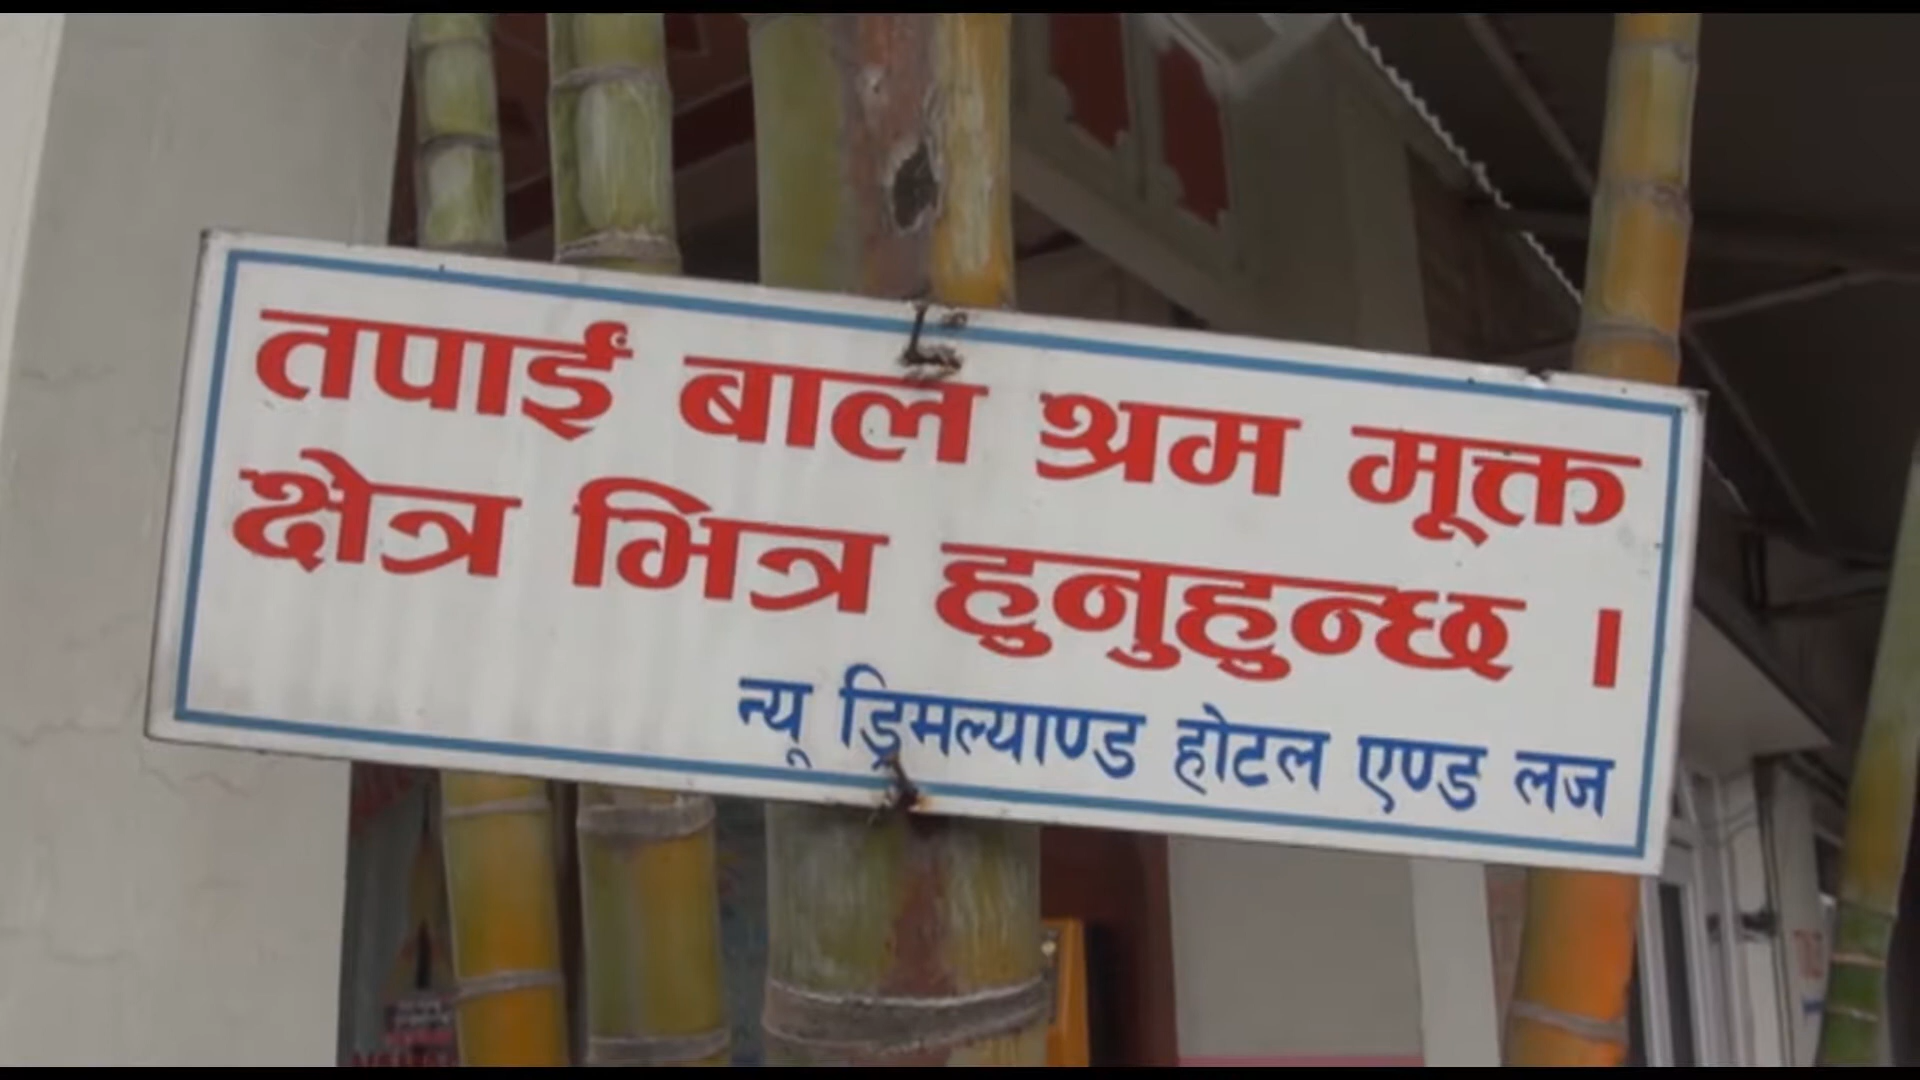 तपाईं बाल श्रम मूक्त
क्षेत्र भित्र हुनुहुन्छ ।
न्यू ड्रिमल्याण्ड होटल एण्ड लज